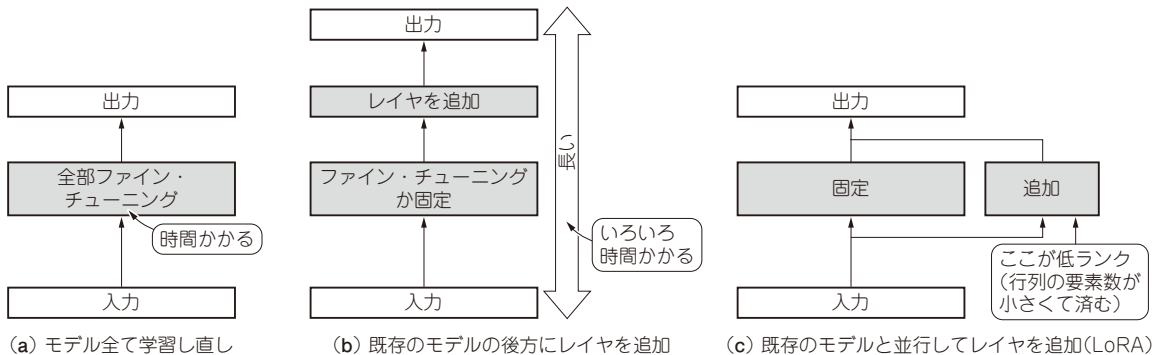 出力
全部ファイン・
チューニング
時間かかる
入力
(a) モデル全て学習し直し
出力
レイヤを追加
ファイン・チューニング
か固定
入力
長い
いろいろ
時間かかる
(b) 既存のモデルの後方にレイヤを追加
出力
固定
追加
ここが低ランク
(行列の要素数が
小さくて済む)
入力
(c) 既存のモデルと並行してレイヤを追加(LoRA)